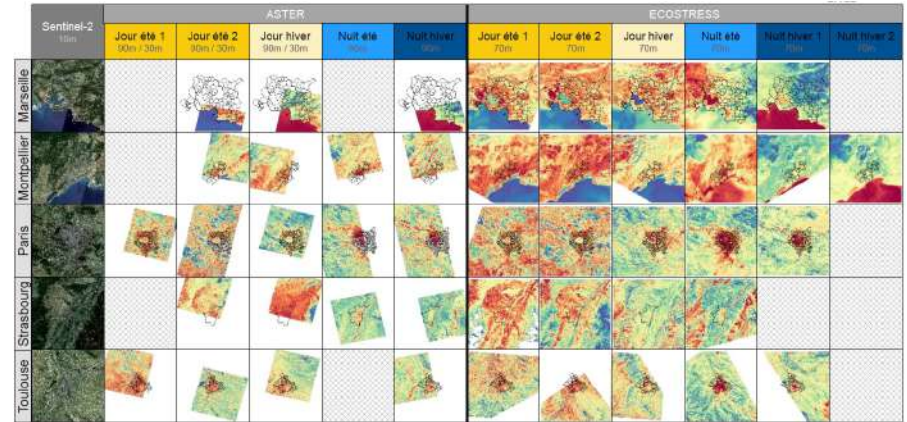 Sentinel-2
10m
ASTER
ECOSTRESS
Jour été 1
90m / 30m
Jour été 2
90m / 30m
Jour hiver
90m / 30m
Nuit été
90m
Nuit hiver
90m
Jour été 1
70m
Jour été 2
70m
Jour hiver
70m
Nuit été
70m
Nuit hiver 1
70m
Nuit hiver 2
70m
Marseille
Montpellier
Paris
Strasbourg
Toulouse